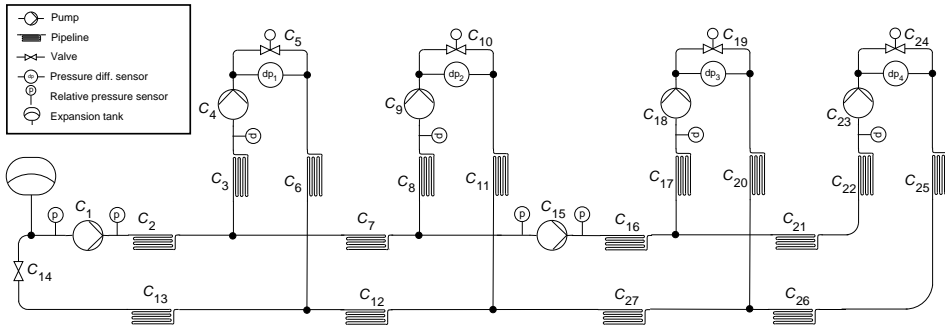 Pump
Pipeline
Valve
dp Pressure diff. sensor
p Relative pressure sensor
Expansion tank
C5
C10
C19
C24
dp1
dp2
dp3
dp4
C4
C9
C18
C23
p
p
p
p
C3
C6
C8
C11
C17
C20
C22
C25
p
C1
p
C2
C7
p
C15
p
C16
C21
C14
C13
C12
C27
C26